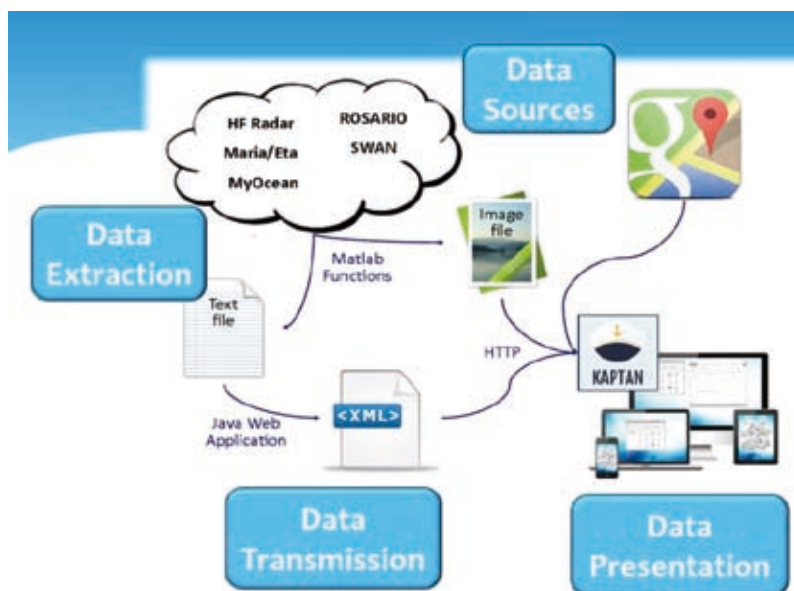 Data
Sources
HF Radar
ROSARIO
Maria/Eta
SWAN
MyOcean
Image
file
Data
Extraction
Matlab
Functions
Text
file
HTTP
KAPTAN
Java Web
Application
<XML>
Data
Transmission
Data
Presentation